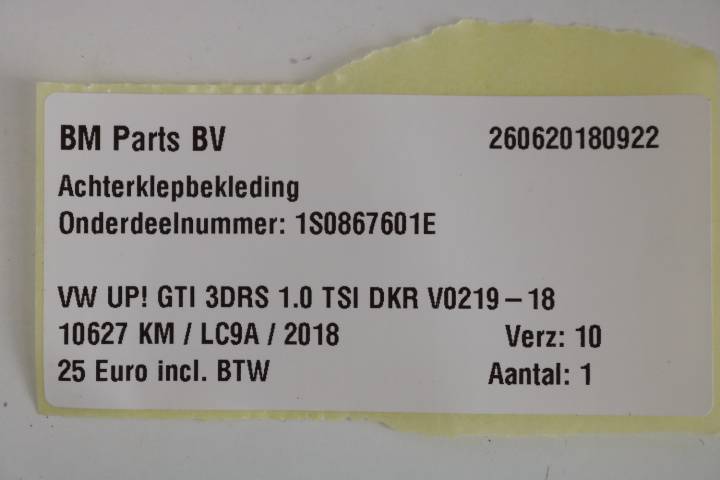 BM Parts BV 260620180922
Achterklepbekleding
Onderdeelnummer: 1S0867601E
VW UP! GTI 3DRS 1.0 TSI DKR V0219-18
10627 KM / LC9A / 2018 Verz: 10
25 Euro incl. BTW Aantal: 1